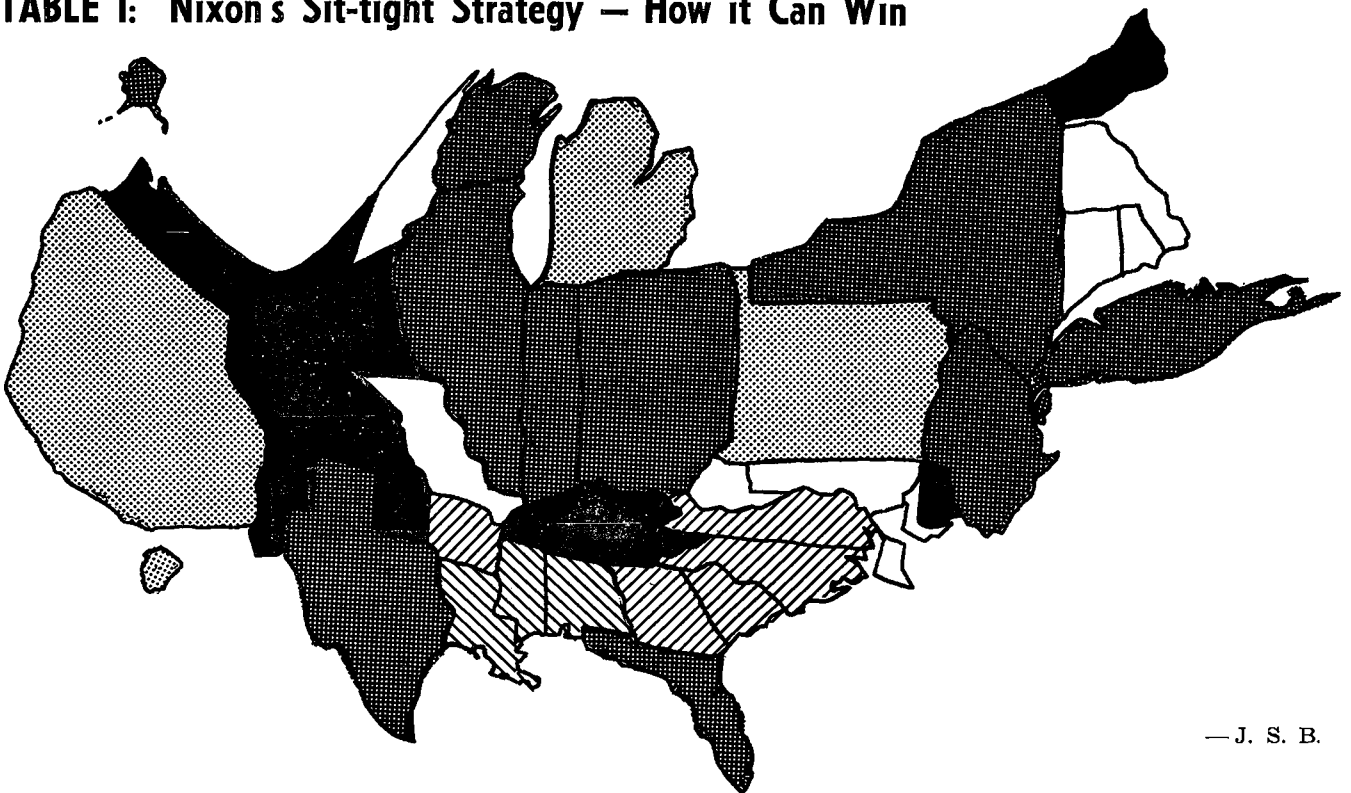 TABLE I: Nixon's Sit-tight Strategy — How it Can Win
— J. S. B.